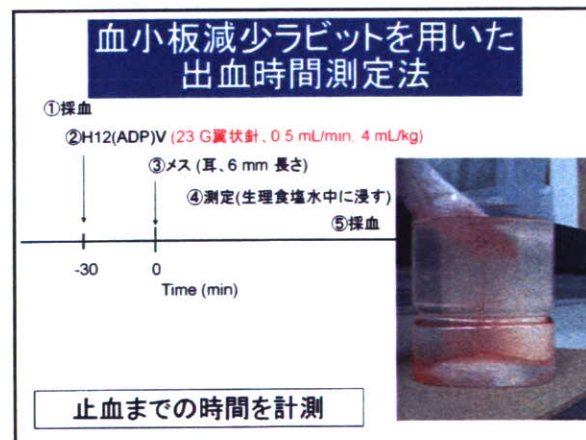 血小板減少ラビットを用いた
出血時間測定法
①採血
②H12(ADP)V (23 G翼状針、0.5 mL/min, 4 mL/kg)
③メス (耳、6 mm 長さ)
④測定(生理食塩水中に浸す)
⑤採血
-30
0
Time (min)
止血までの時間を計測